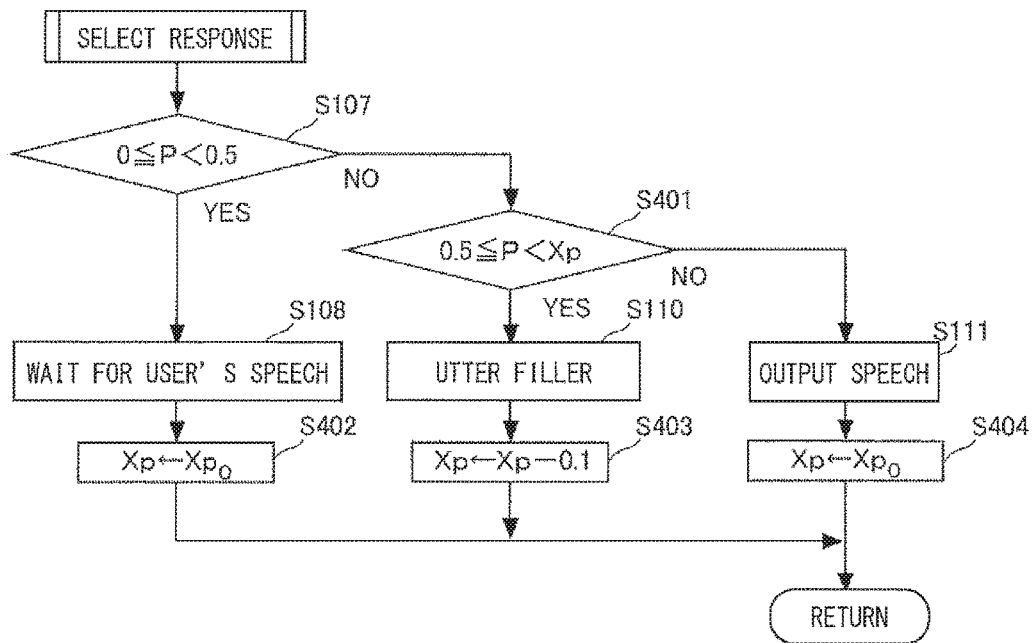 SELECT RESPONSE
S107
0≦P<0.5
NO
YES
S401
0.5≦P<Xp
NO
YES
S108
WAIT FOR USER'S SPEECH
S110
UTTER FILLER
S111
OUTPUT SPEECH
S402
Xp←Xp₀
S403
Xp←Xp−0.1
S404
Xp←Xp₀
RETURN